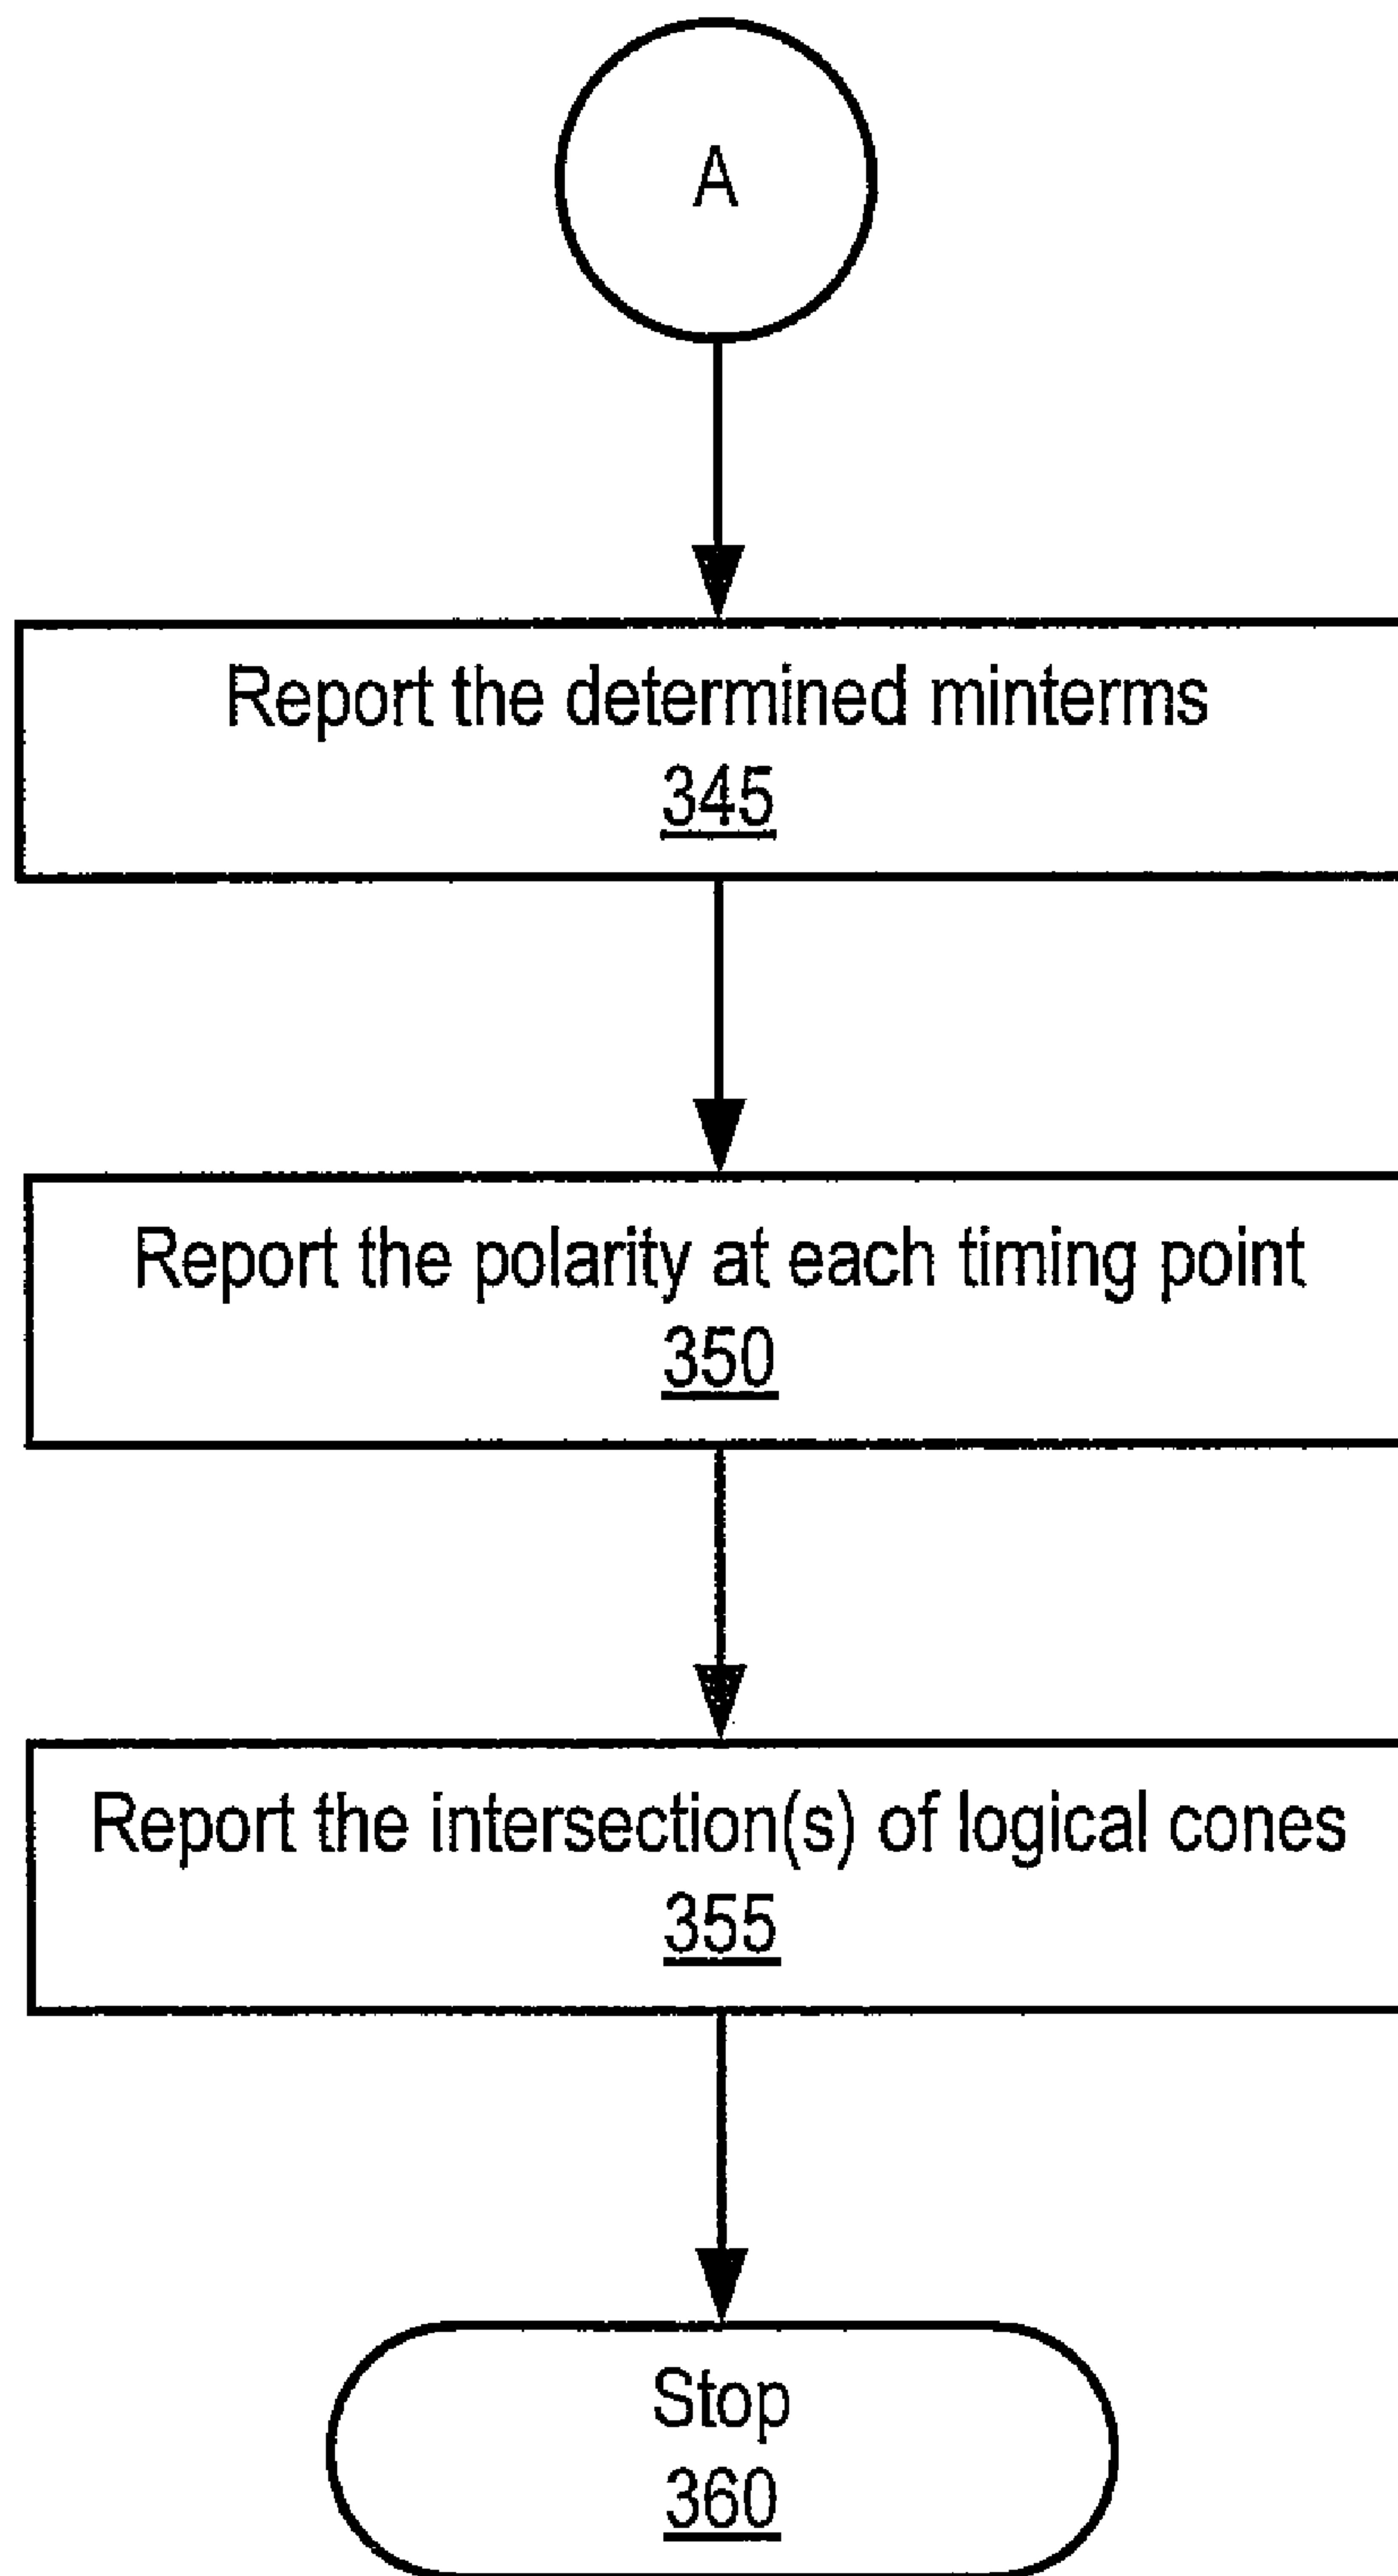 A
Report the determined minterms
345
Report the polarity at each timing point
350
Report the intersection(s) of logical cones
355
Stop
360